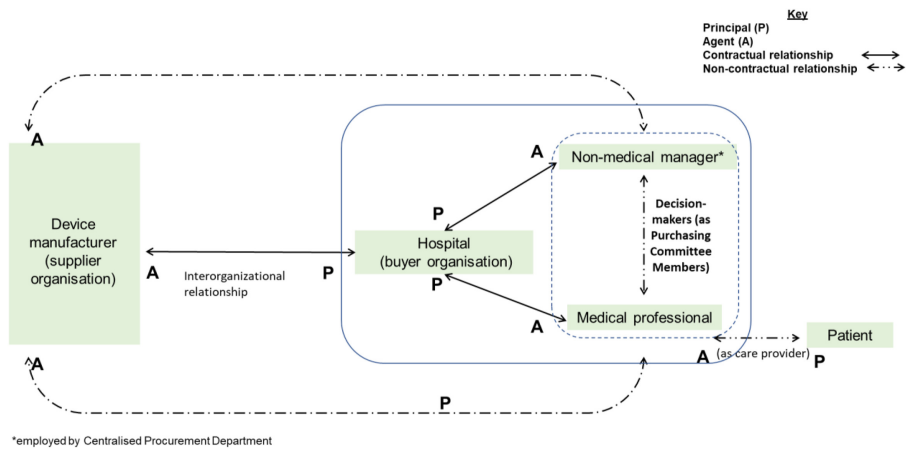 Key
Principal (P)
Agent (A)
Contractual relationship
Non-contractual relationship
A
A
Non-medical manager*
P
Device
manufacturer
(supplier
organisation)
Decision-
makers (as
Purchasing
Committee
Members)
Hospital
(buyer organisation)
A
Interorganizational
relationship
P
P
A
Medical professional
Patient
A
(as care provider)
P
A
P
*employed by Centralised Procurement Department